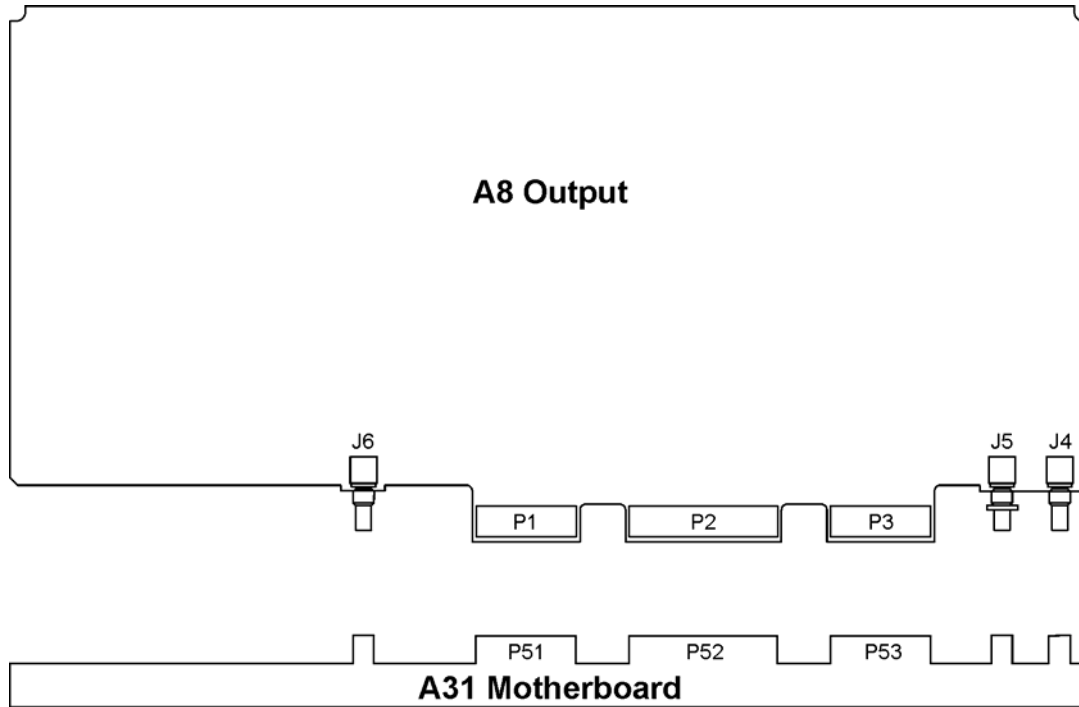 A8 Output
J6 J5 J4
P1 P2 P3
P51 P52 P53
A31 Motherboard